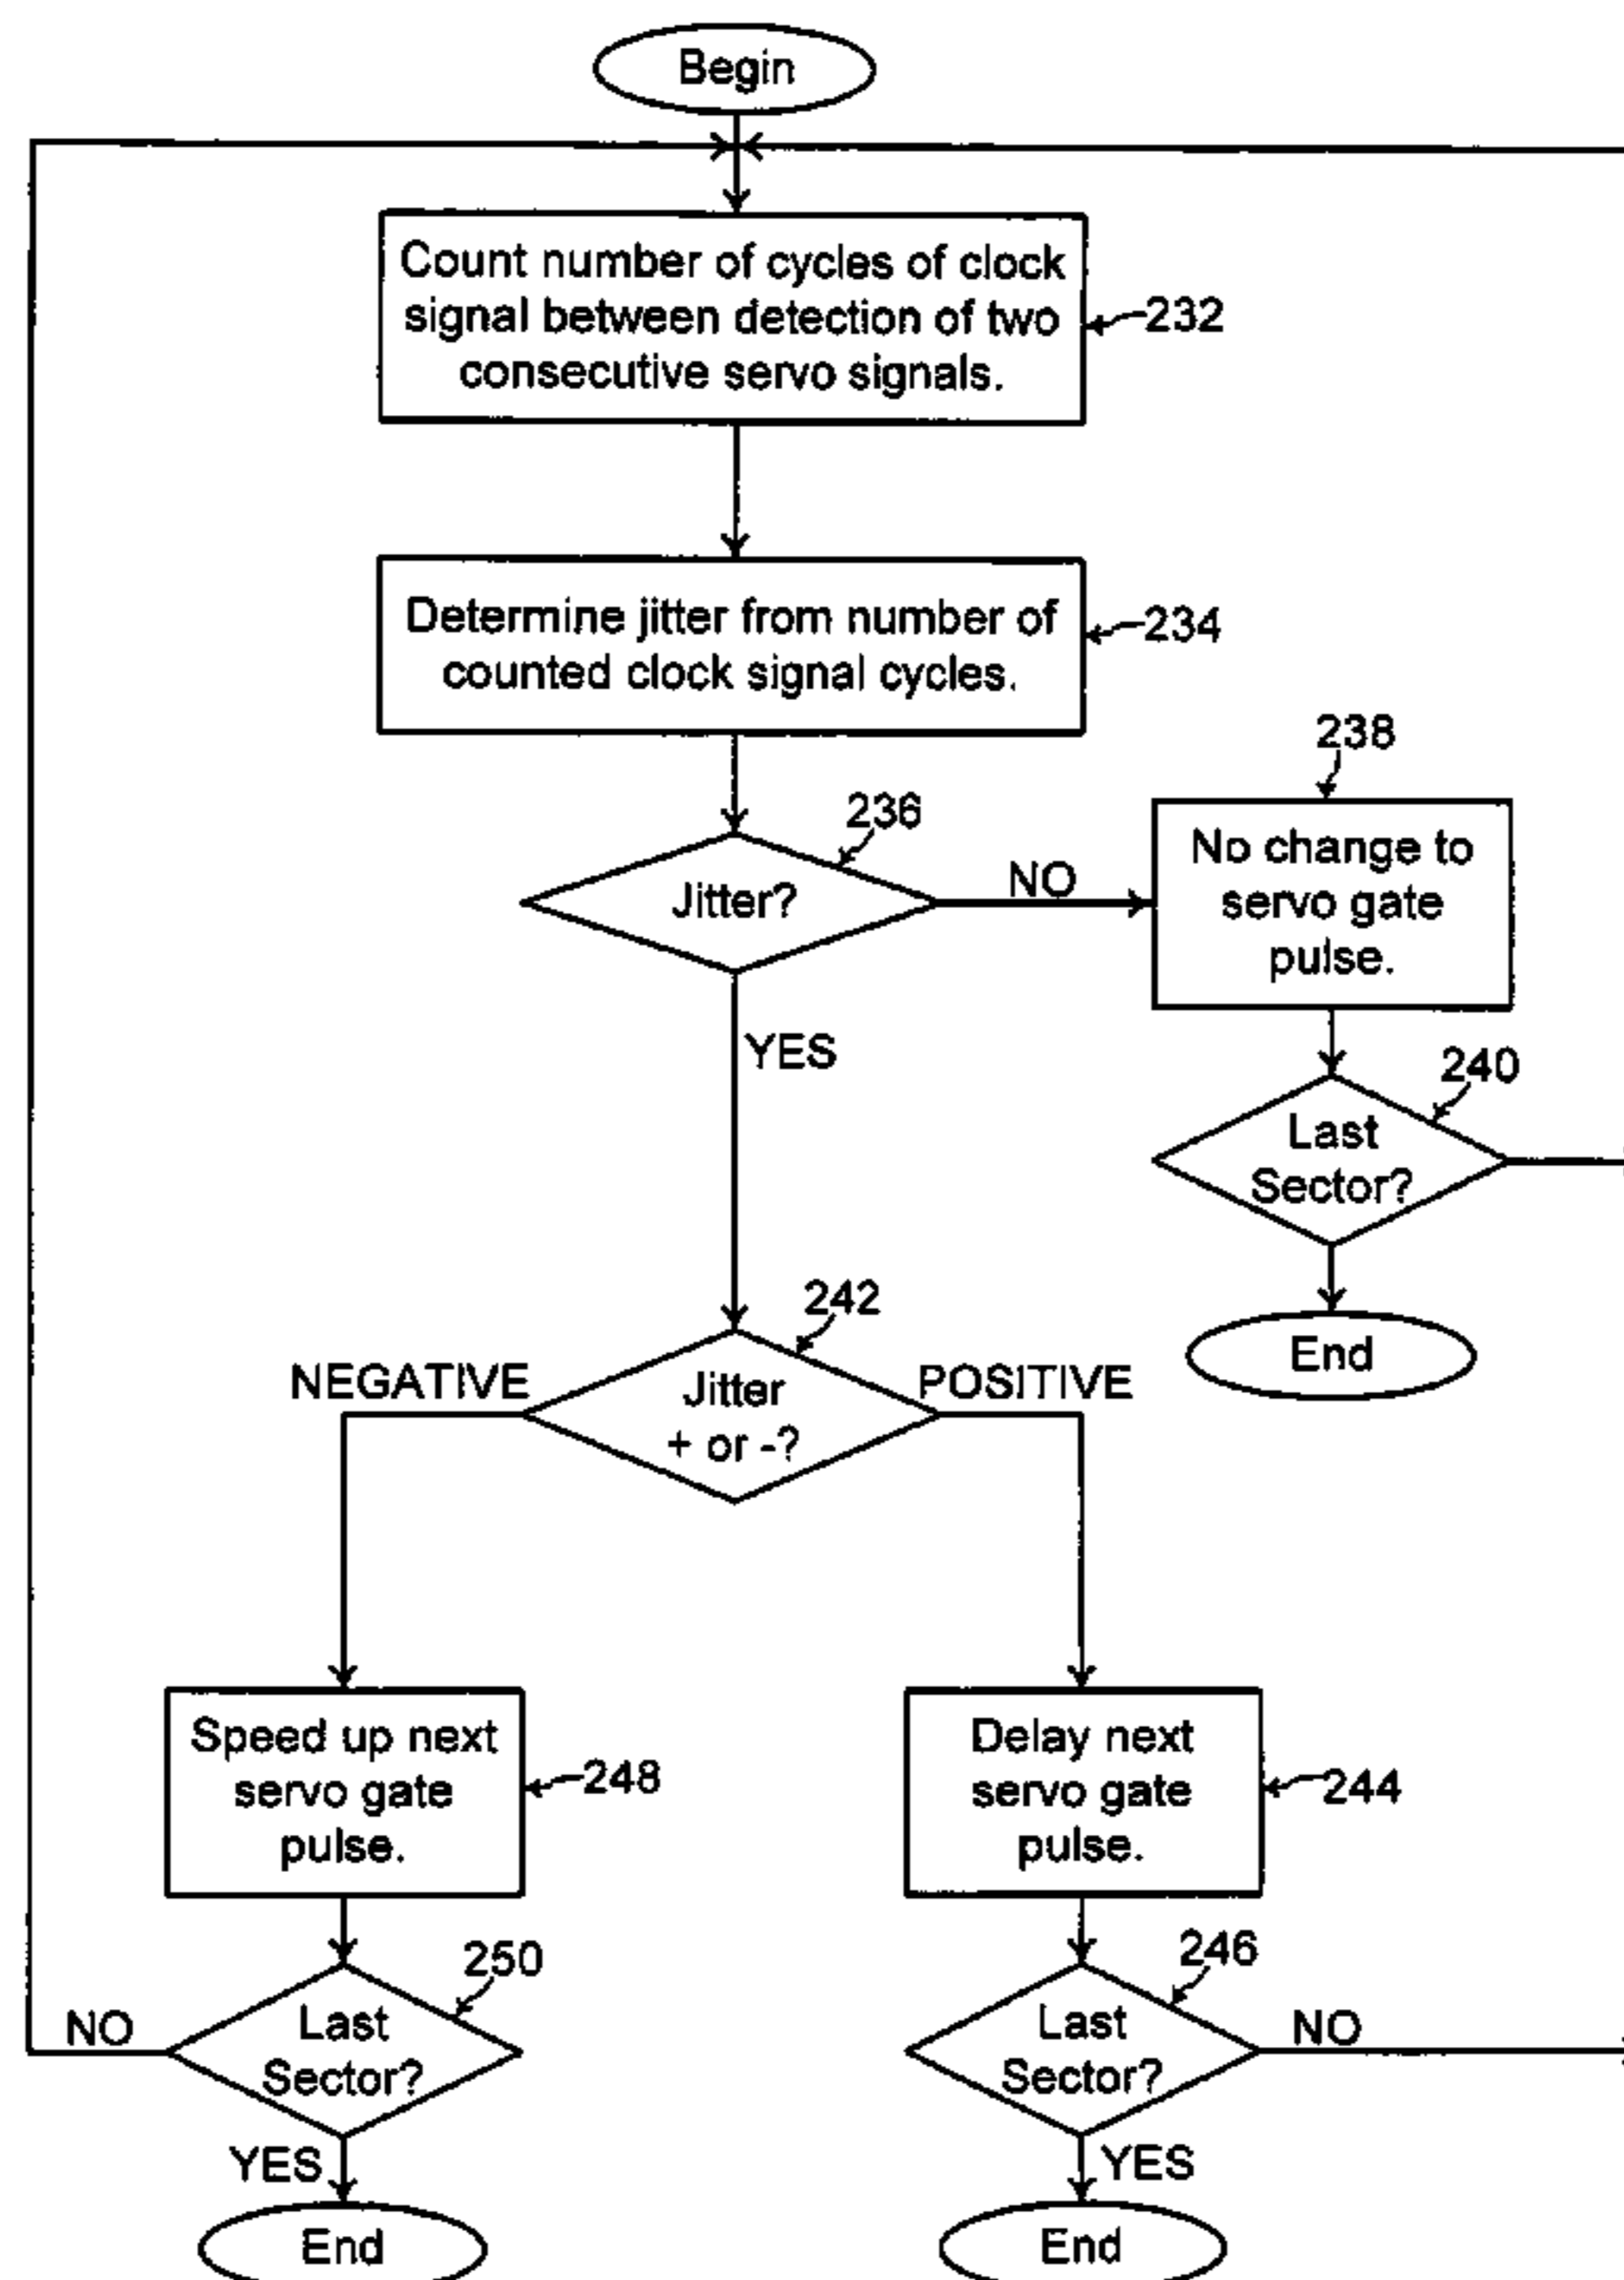 Begin
Count number of cycles of clock
signal between detection of two
consecutive servo signals.
232
Determine jitter from number of
counted clock signal cycles.
234
238
236
Jitter?
NO
No change to
servo gate
pulse.
YES
240
Last
Sector?
242
NEGATIVE
Jitter
+ or -?
POSITIVE
End
Speed up next
servo gate
pulse.
248
Delay next
servo gate
pulse.
244
250
246
NO
Last
Sector?
Last
Sector?
NO
YES
YES
End
End